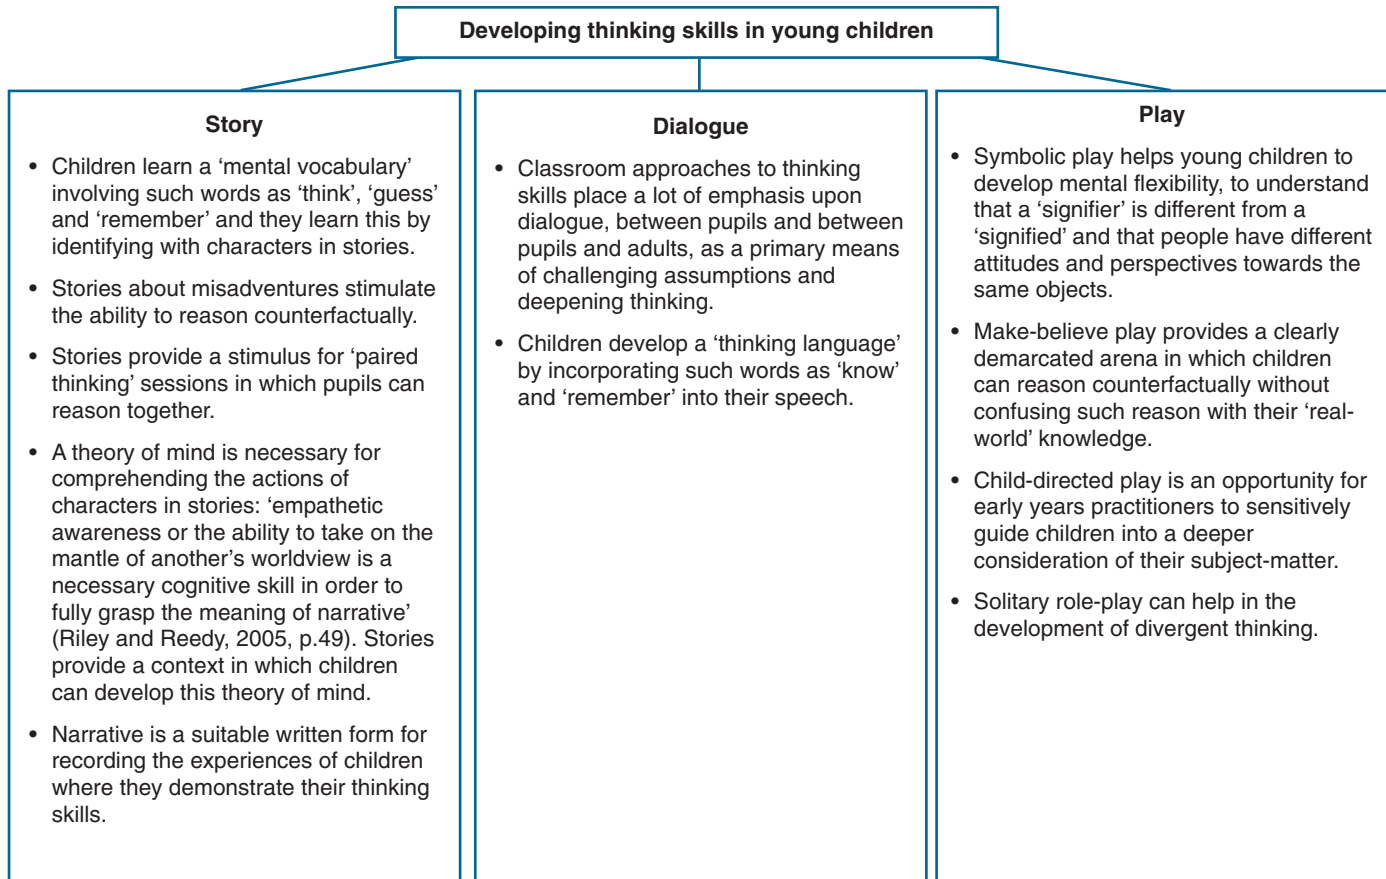 Developing thinking skills in young children
Story
• Children learn a ‘mental vocabulary’
involving such words as ‘think’, ‘guess’
and ‘remember’ and they learn this by
identifying with characters in stories.
• Stories about misadventures stimulate
the ability to reason counterfactually.
• Stories provide a stimulus for ‘paired
thinking’ sessions in which pupils can
reason together.
• A theory of mind is necessary for
comprehending the actions of
characters in stories: ‘empathetic
awareness or the ability to take on the
mantle of another’s worldview is a
necessary cognitive skill in order to
fully grasp the meaning of narrative’
(Riley and Reedy, 2005, p.49). Stories
provide a context in which children
can develop this theory of mind.
• Narrative is a suitable written form for
recording the experiences of children
where they demonstrate their thinking
skills.
Dialogue
• Classroom approaches to thinking
skills place a lot of emphasis upon
dialogue, between pupils and between
pupils and adults, as a primary means
of challenging assumptions and
deepening thinking.
• Children develop a ‘thinking language’
by incorporating such words as ‘know’
and ‘remember’ into their speech.
Play
• Symbolic play helps young children to
develop mental flexibility, to understand
that a ‘signifier’ is different from a
‘signified’ and that people have different
attitudes and perspectives towards the
same objects.
• Make-believe play provides a clearly
demarcated arena in which children
can reason counterfactually without
confusing such reason with their ‘real-
world’ knowledge.
• Child-directed play is an opportunity for
early years practitioners to sensitively
guide children into a deeper
consideration of their subject-matter.
• Solitary role-play can help in the
development of divergent thinking.